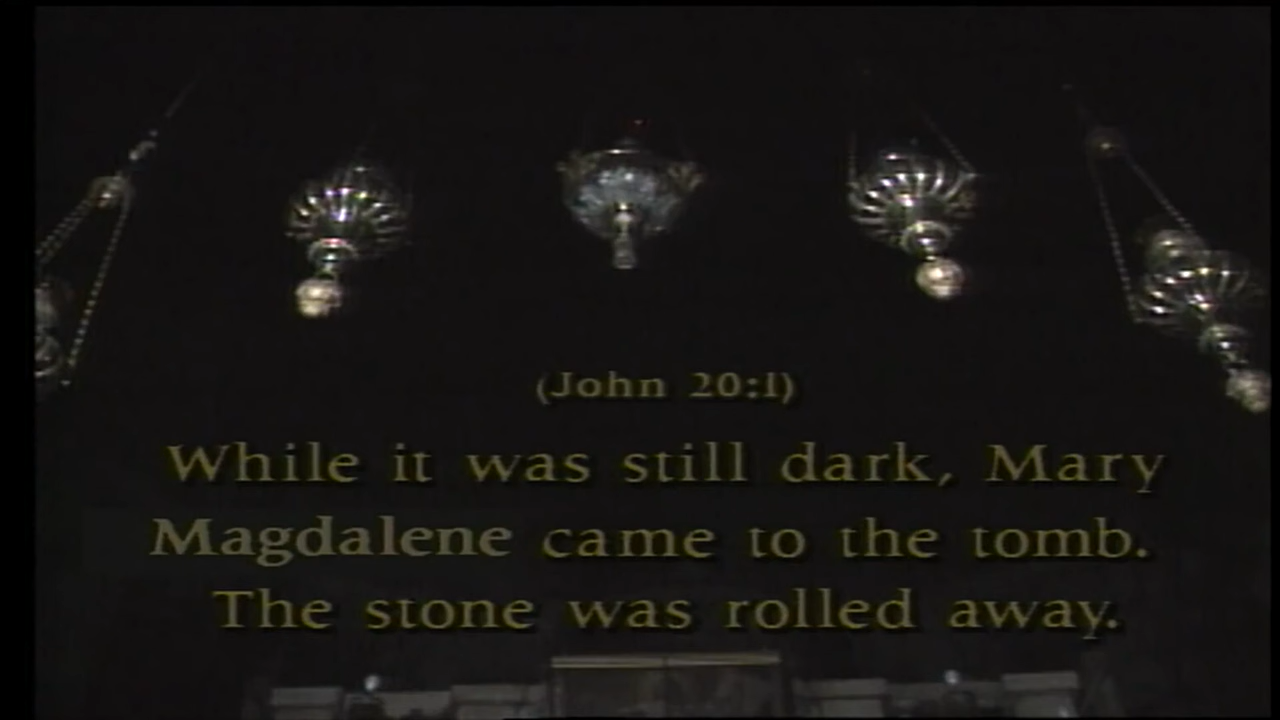 (John 20:1)
While it was still dark, Mary
Magdalene came to the tomb.
The stone was rolled away.